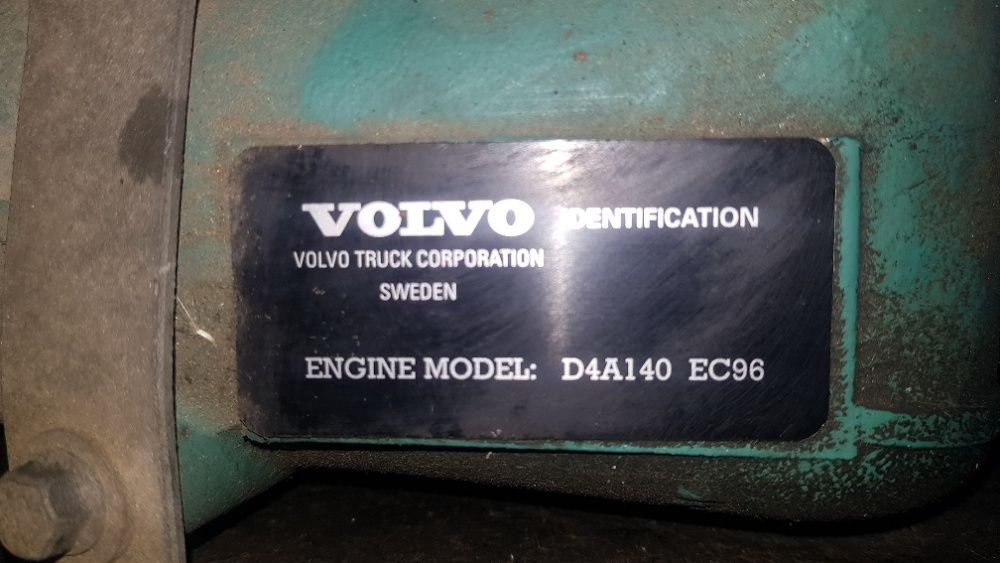 VOLVO IDENTIFICATION
VOLVO TRUCK CORPORATION
SWEDEN
ENGINE MODEL: D4A140 EC96